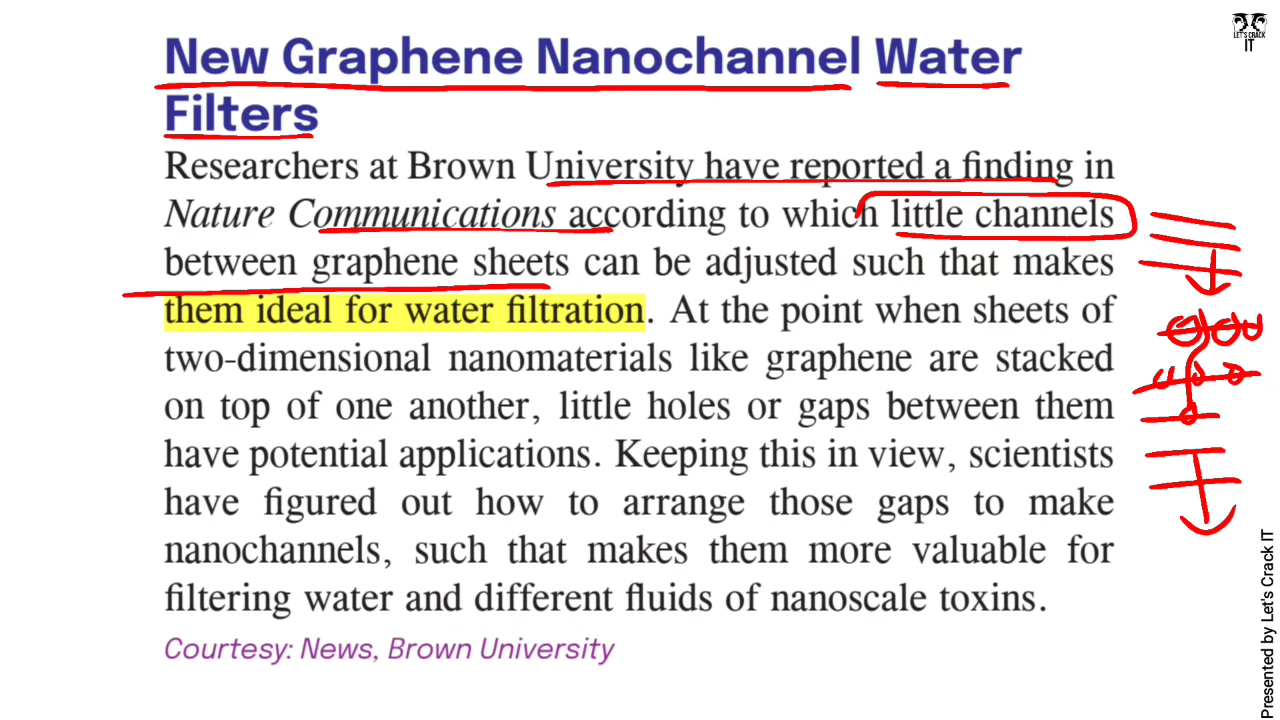 New Graphene Nanochannel Water
Filters
Researchers at Brown University have reported a finding in
Nature Communications according to which little channels
between graphene sheets can be adjusted such that makes
them ideal for water filtration. At the point when sheets of
two-dimensional nanomaterials like graphene are stacked
on top of one another, little holes or gaps between them
have potential applications. Keeping this in view, scientists
have figured out how to arrange those gaps to make
nanochannels, such that makes them more valuable for
filtering water and different fluids of nanoscale toxins.
Courtesy: News, Brown University
LET'S CRACK
IT
Presented by Let's Crack IT